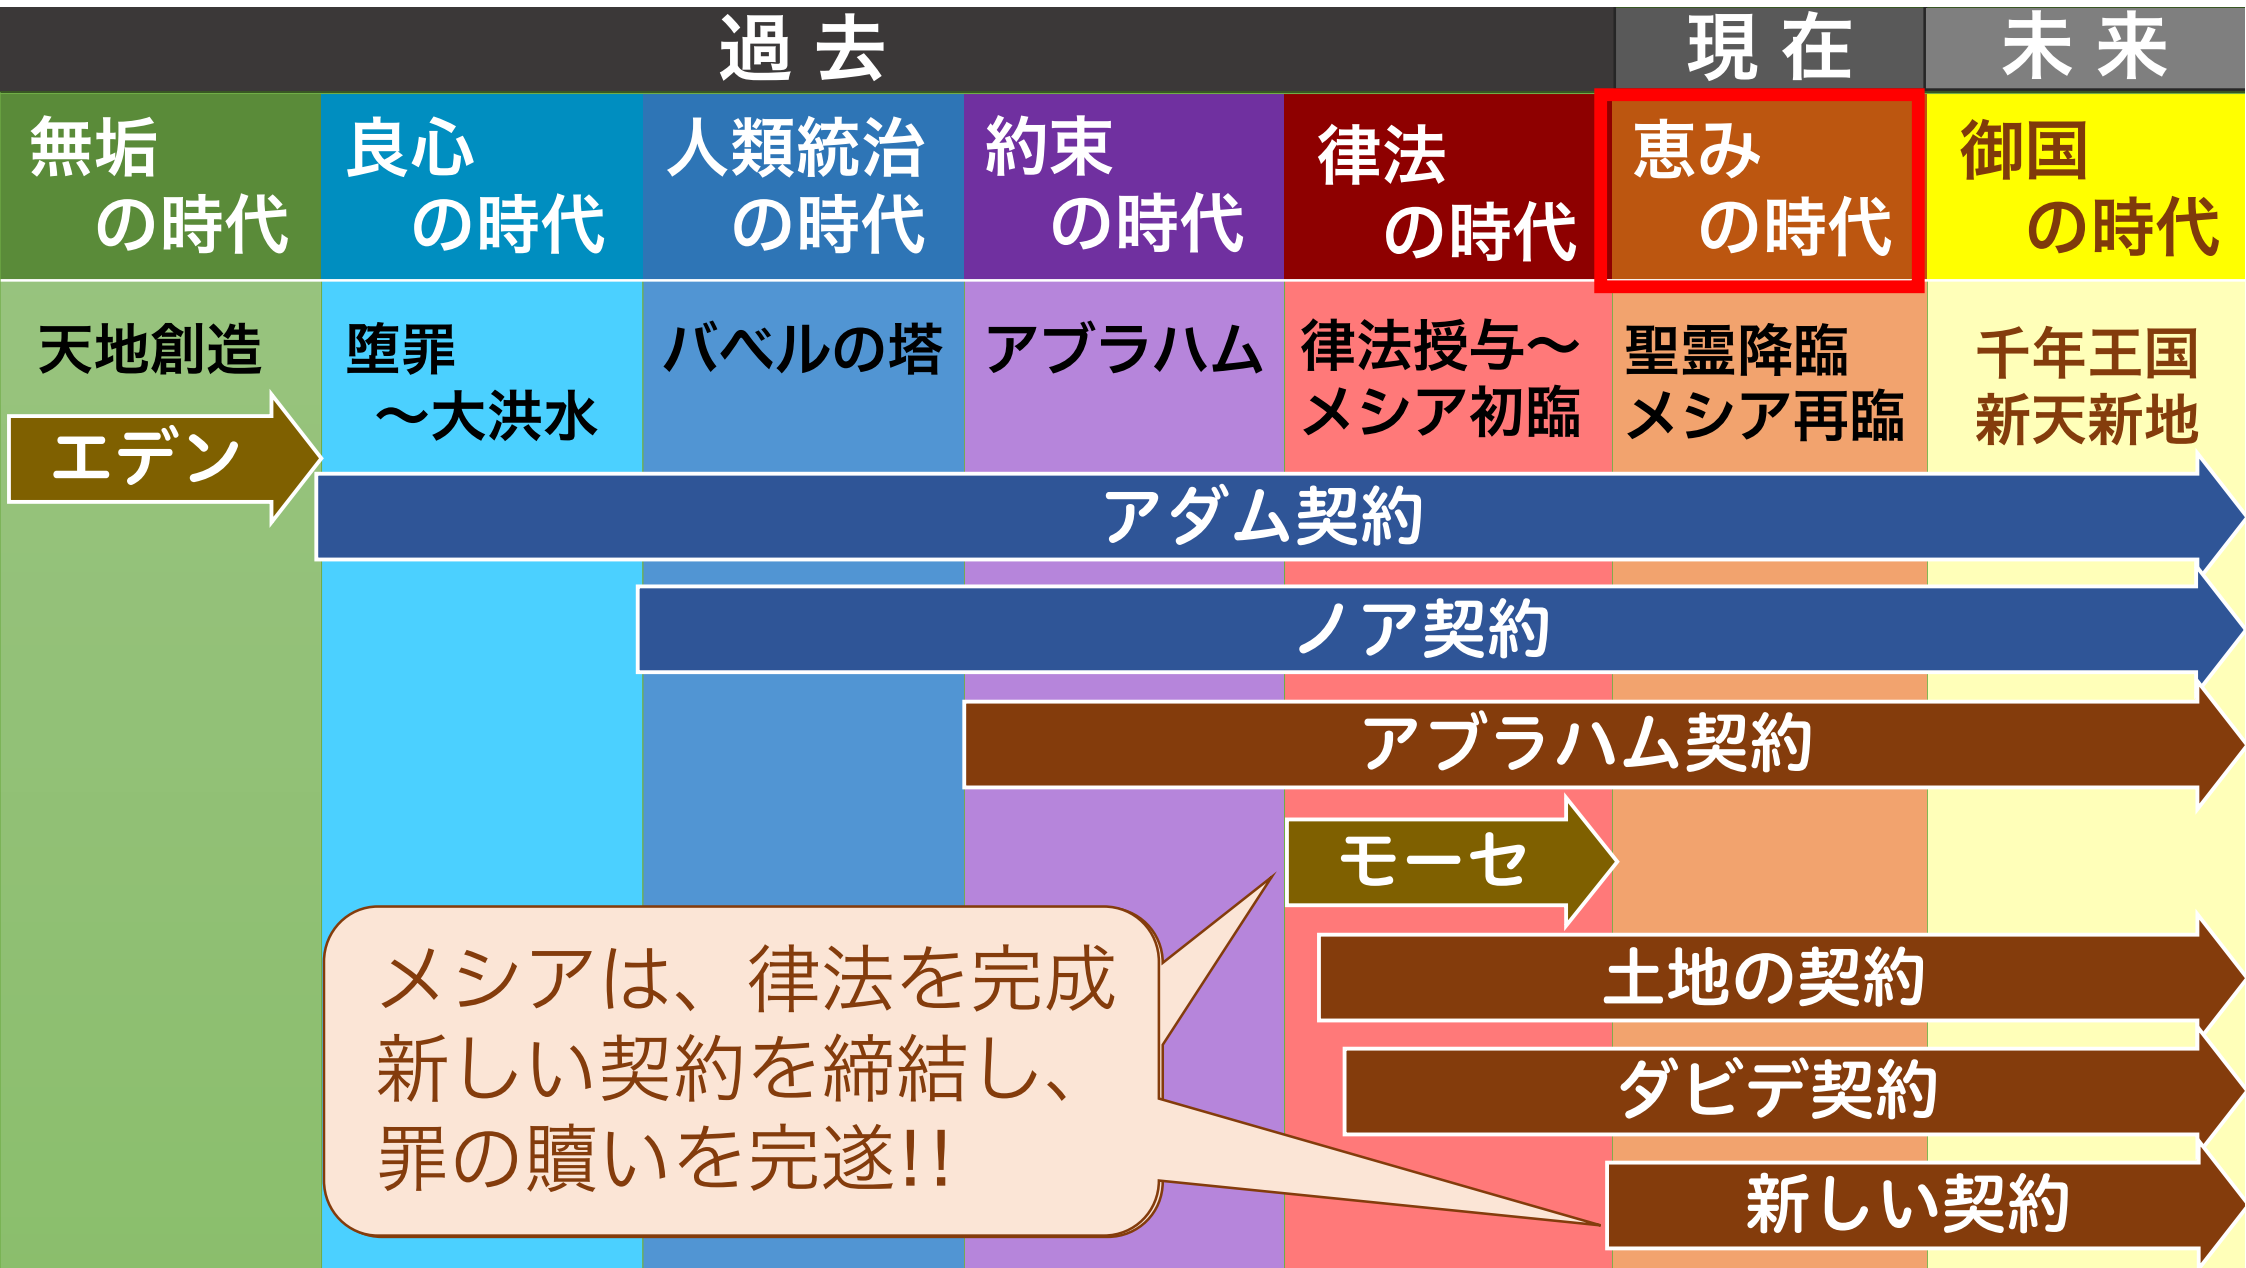 過去
現在
未来
無垢
の時代
良心
の時代
人類統治
の時代
約束
の時代
律法
の時代
恵み
の時代
御国
の時代
天地創造
堕罪
～大洪水
バベルの塔
アブラハム
律法授与～
メシア初臨
聖霊降臨
メシア再臨
千年王国
新天新地
エデン
アダム契約
ノア契約
アブラハム契約
モーセ
土地の契約
ダビデ契約
新しい契約
メシアは、律法を完成
新しい契約を締結し、
罪の贖いを完遂!!